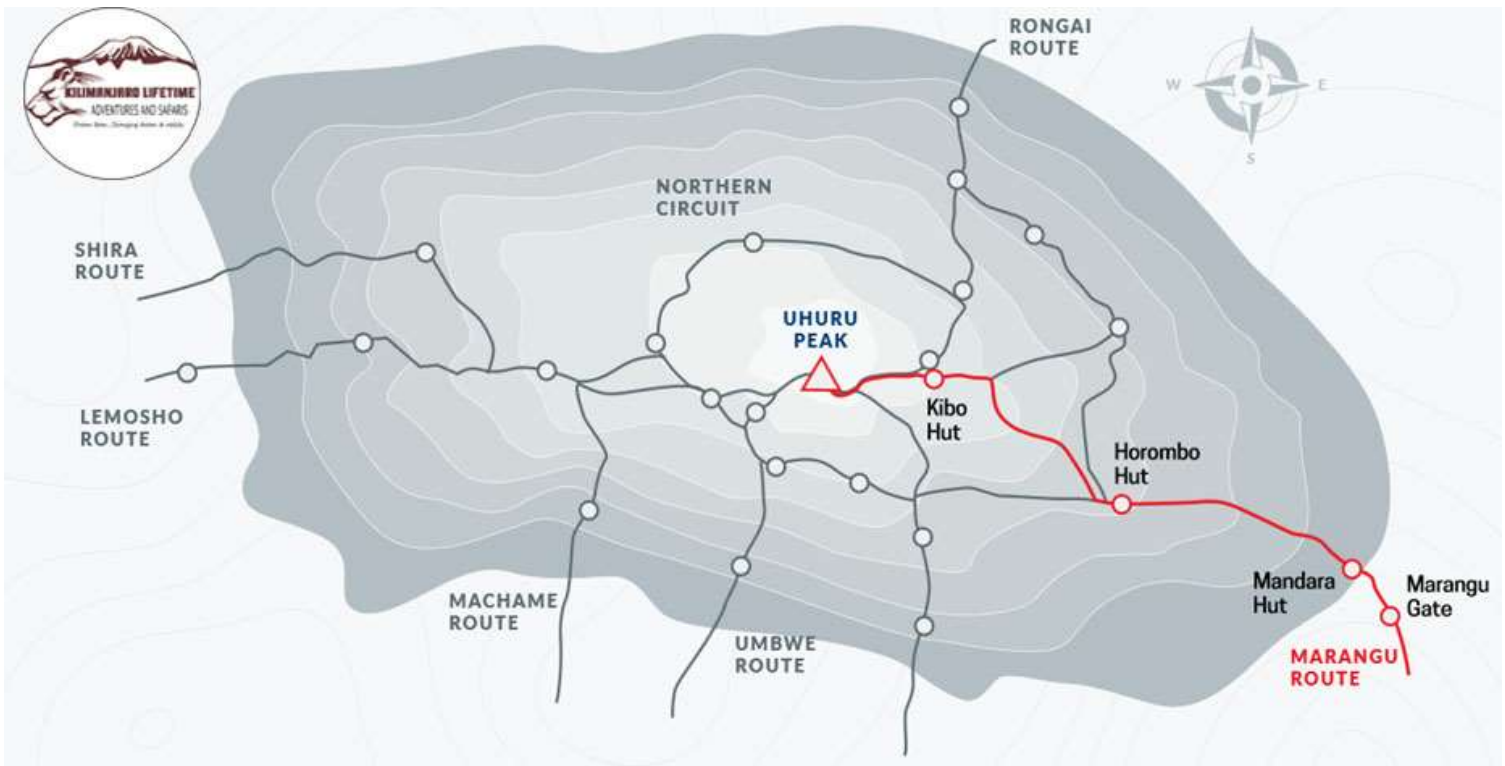 KILIMANJARO LIFETIME
ADVENTURES AND SAFARIS
RONGAI
ROUTE
W
E
S
NORTHERN
CIRCUIT
SHIRA
ROUTE
UHURU
PEAK
LEMOSHO
ROUTE
Kibo
Hut
Horombo
Hut
Mandara
Hut
Marangu
Gate
MACHAME
ROUTE
UMBWE
ROUTE
MARANGU
ROUTE